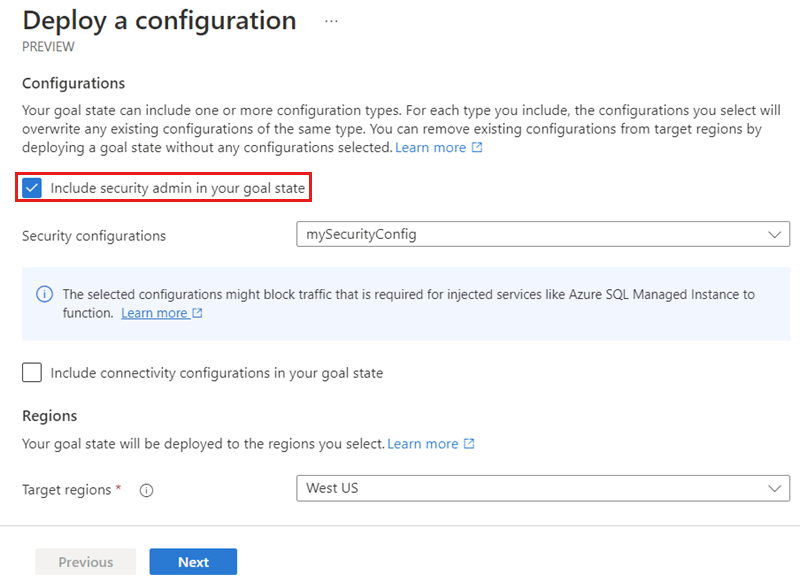 Deploy a configuration ...
PREVIEW
Configurations
Your goal state can include one or more configuration types. For each type you include, the configurations you select will
overwrite any existing configurations of the same type. You can remove existing configurations from target regions by
deploying a goal state without any configurations selected. Learn more
Include security admin in your goal state
Security configurations mySecurityConfig
The selected configurations might block traffic that is required for injected services like Azure SQL Managed Instance to
function. Learn more
Include connectivity configurations in your goal state
Regions
Your goal state will be deployed to the regions you select. Learn more
Target regions * West US
Previous Next